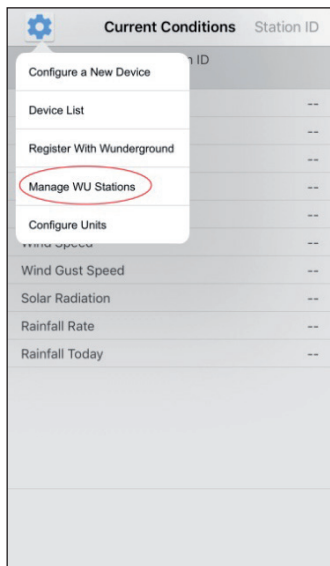 Current Conditions Station ID
n ID
Configure a New Device
Device List
--
Register With Wunderground
--
--
Manage WU Stations
--
--
Configure Units
--
Wind Speed --
Wind Gust Speed --
Solar Radiation --
Rainfall Rate --
Rainfall Today --